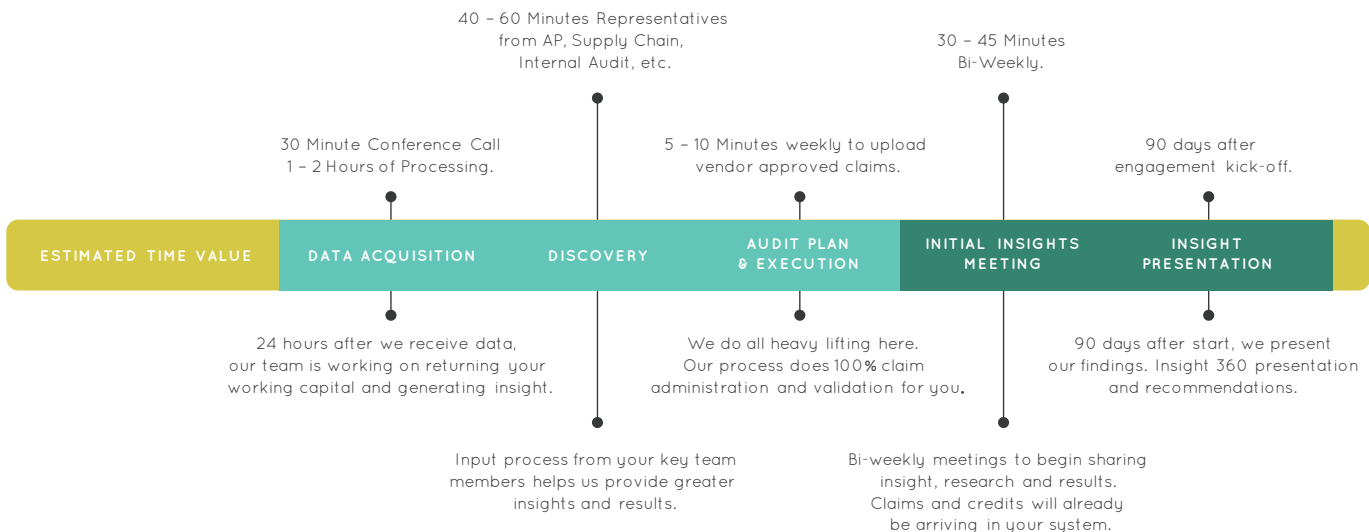 40 – 60 Minutes Representatives
from AP, Supply Chain,
Internal Audit, etc.
30 – 45 Minutes
Bi-Weekly.
30 Minute Conference Call
1 – 2 Hours of Processing.
5 – 10 Minutes weekly to upload
vendor approved claims.
90 days after
engagement kick-off.
ESTIMATED TIME VALUE
DATA ACQUISITION
DISCOVERY
AUDIT PLAN
& EXECUTION
INITIAL INSIGHTS
MEETING
INSIGHT
PRESENTATION
24 hours after we receive data,
our team is working on returning your
working capital and generating insight.
We do all heavy lifting here.
Our process does 100% claim
administration and validation for you.
90 days after start, we present
our findings. Insight 360 presentation
and recommendations.
Input process from your key team
members helps us provide greater
insights and results.
Bi-weekly meetings to begin sharing
insight, research and results.
Claims and credits will already
be arriving in your system.